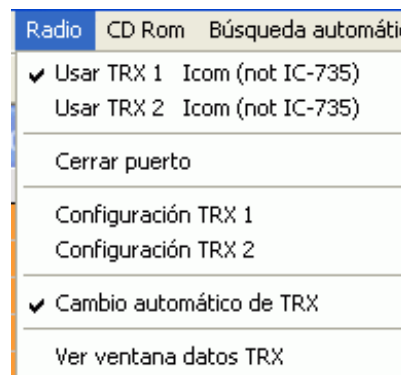 Radio CD Rom Búsqueda automáti
Usar TRX 1 Icom (not IC-735)
Usar TRX 2 Icom (not IC-735)
Cerrar puerto
Configuración TRX 1
Configuración TRX 2
Cambio automático de TRX
Ver ventana datos TRX